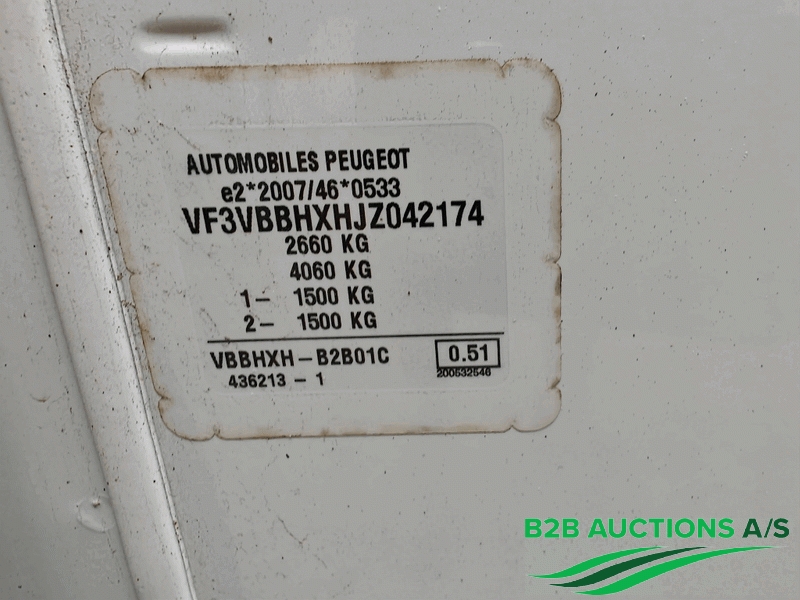 AUTOMOBILES PEUGEOT
e2*2007/46*0533
VF3VBBHXHJZ042174
2660 KG
4060 KG
1- 1500 KG
2- 1500 KG
VBBHXH-B2B01C 0.51
436213-1 200532546
B2B AUCTIONS A/S